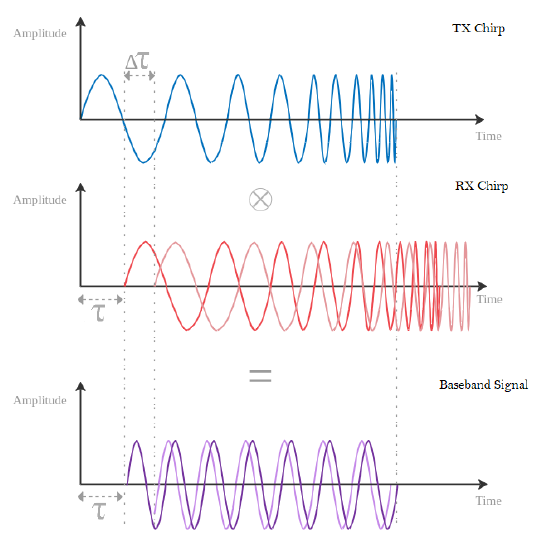 TX Chirp
Amplitude
Δτ
Time
RX Chirp
Amplitude
⊗
τ
Time
=
Baseband Signal
Amplitude
τ
Time